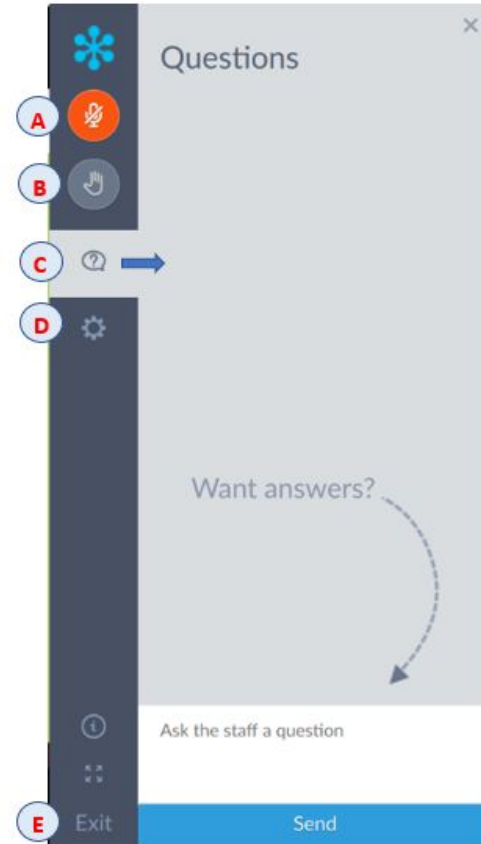 Questions
A
B
C
D
Want answers?
Ask the staff a question
E
Exit
Send